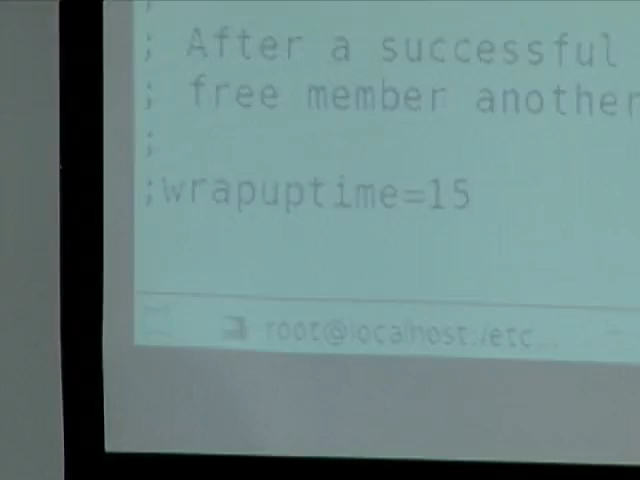 ;
; After a successful
; free member another
;
;wrapuptime=15
root@localhost:/etc...